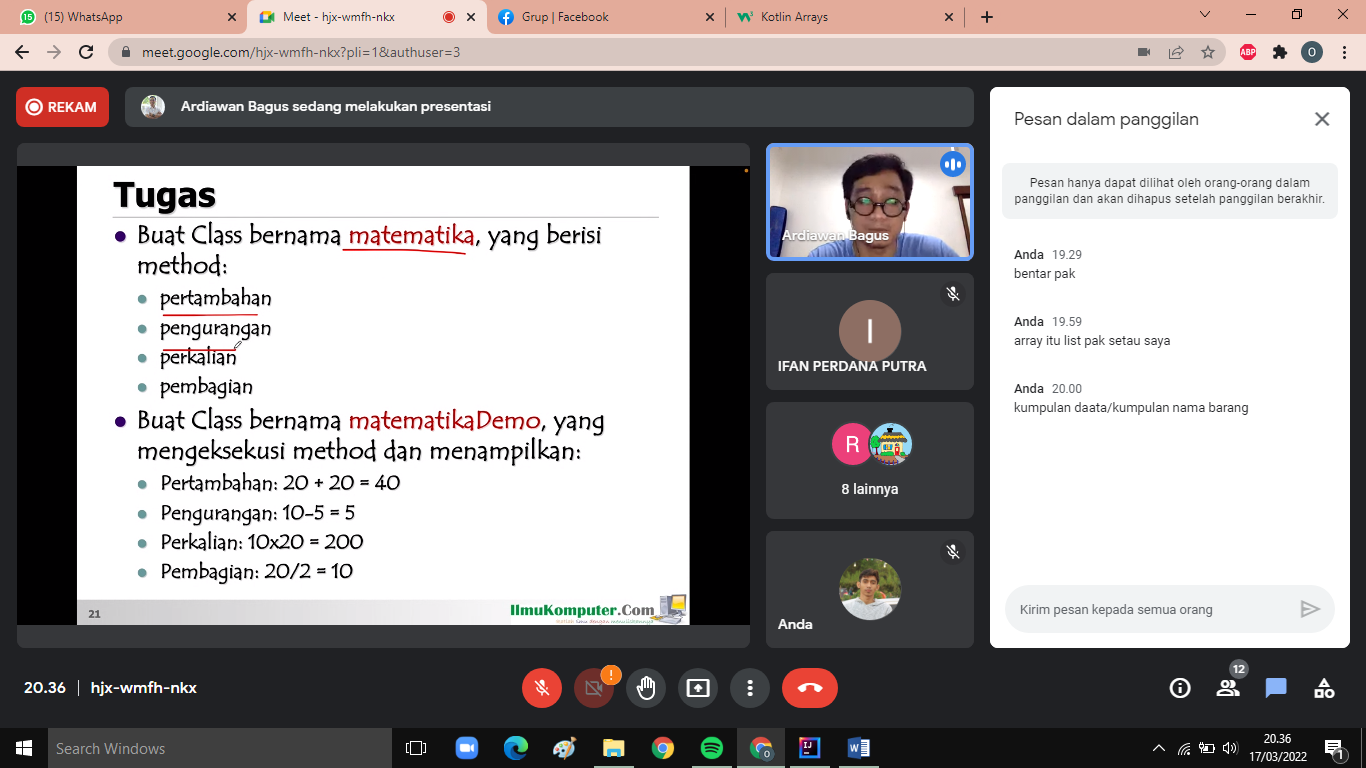 (15) WhatsApp
Meet - hjx-wmfh-nkx
Grup | Facebook
Kotlin Arrays
meet.google.com/hjx-wmfh-nkx?pli=1&authuser=3
ABP
O
REKAM
Ardiawan Bagus sedang melakukan presentasi
Tugas
Buat Class bernama matematika, yang berisi
method:
pertambahan
pengurangan
perkalian
pembagian
Buat Class bernama matematikaDemo, yang
mengeksekusi method dan menampilkan:
Pertambahan: 20 + 20 = 40
Pengurangan: 10-5 = 5
Perkalian: 10x20 = 200
Pembagian: 20/2 = 10
21
IlmuKomputer.Com
Ardiawan Bagus
I
IFAN PERDANA PUTRA
R
8 lainnya
Anda
Pesan dalam panggilan
Pesan hanya dapat dilihat oleh orang-orang dalam
panggilan dan akan dihapus setelah panggilan berakhir.
Anda 19.29
bentar pak
Anda 19.59
array itu list pak setau saya
Anda 20.00
kumpulan daata/kumpulan nama barang
Kirim pesan kepada semua orang
20.36 | hjx-wmfh-nkx
12
Search Windows
20.36
17/03/2022
1